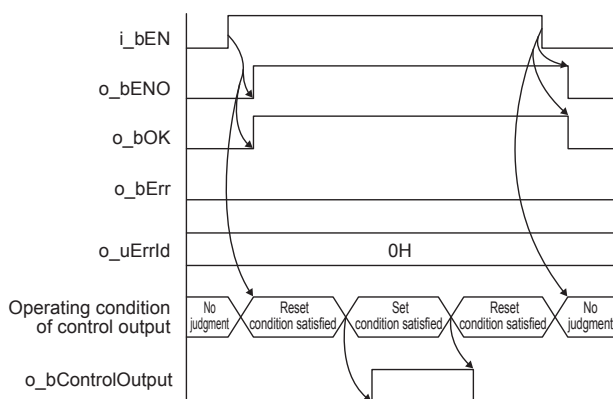 i_bEN
o_bENO
o_bOK
o_bErr
o_uErrId
0H
Operating condition
of control output
No
judgment
Reset
condition satisfied
Set
condition satisfied
Reset
condition satisfied
No
judgment
o_bControlOutput